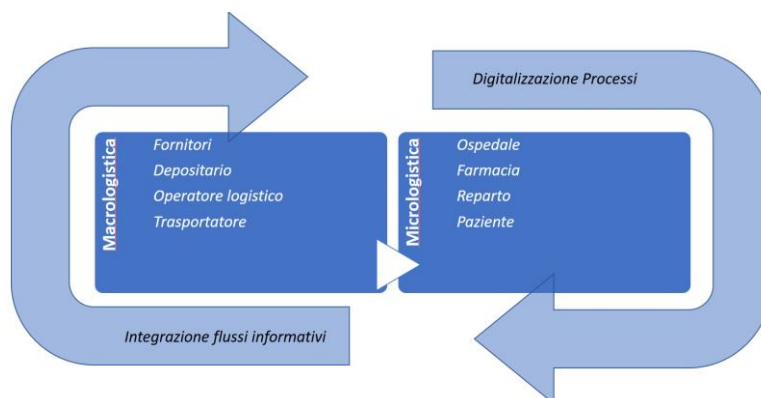 Digitalizzazione Processi
Macrologistica
Fornitori
Depositario
Operatore logistico
Trasportatore
Micrologistica
Ospedale
Farmacia
Reparto
Paziente
Integrazione flussi informativi